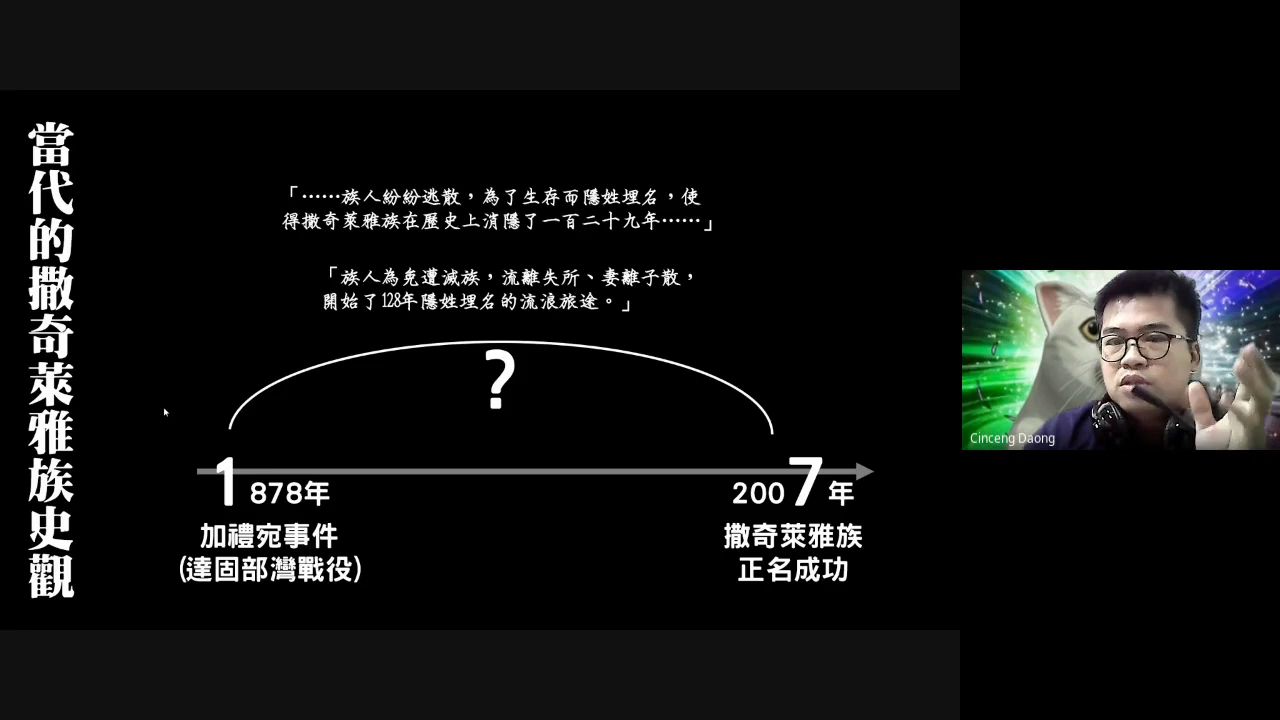 當代的撒奇萊雅族史觀
「⋯⋯族人紛紛逃散，為了生存而隱姓埋名，使
得撒奇萊雅族在歷史上消隱了一百二十九年⋯⋯」
「族人為免遭滅族，流離失所、妻離子散，
開始了128年隱姓埋名的流浪旅途。」
?
1878年
加禮宛事件
(達固部灣戰役)
2007年
撒奇萊雅族
正名成功
Cinceng Daong